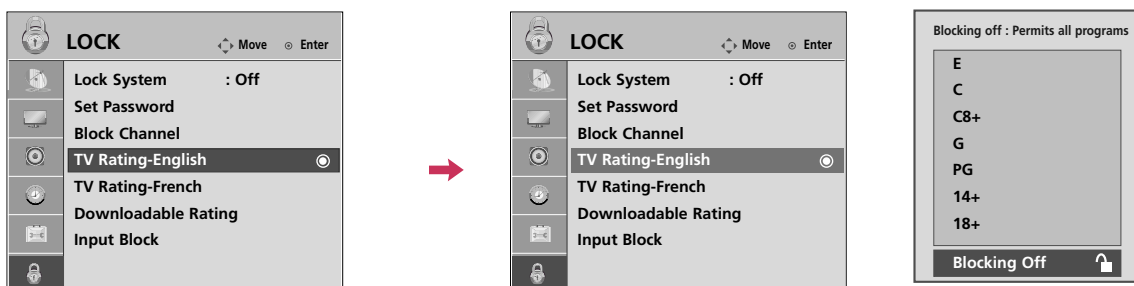 LOCK Move Enter
Lock System : Off
Set Password
Block Channel
TV Rating-English
TV Rating-French
Downloadable Rating
Input Block
LOCK Move Enter
Lock System : Off
Set Password
Block Channel
TV Rating-English
TV Rating-French
Downloadable Rating
Input Block
Blocking off : Permits all programs
E
C
C8+
G
PG
14+
18+
Blocking Off